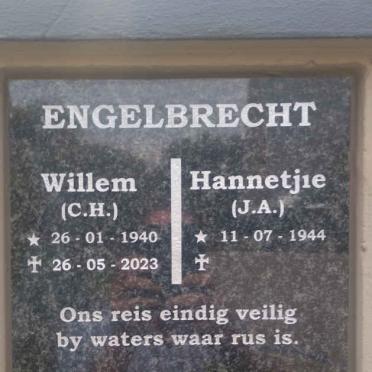 ENGELBRECHT
Willem Hannetjie
(C.H.) (J.A.)
★ 26 - 01 - 1940 ★ 11 - 07 - 1944
✝ 26 - 05 - 2023 ✝
Ons reis eindig veilig
by waters waar rus is.